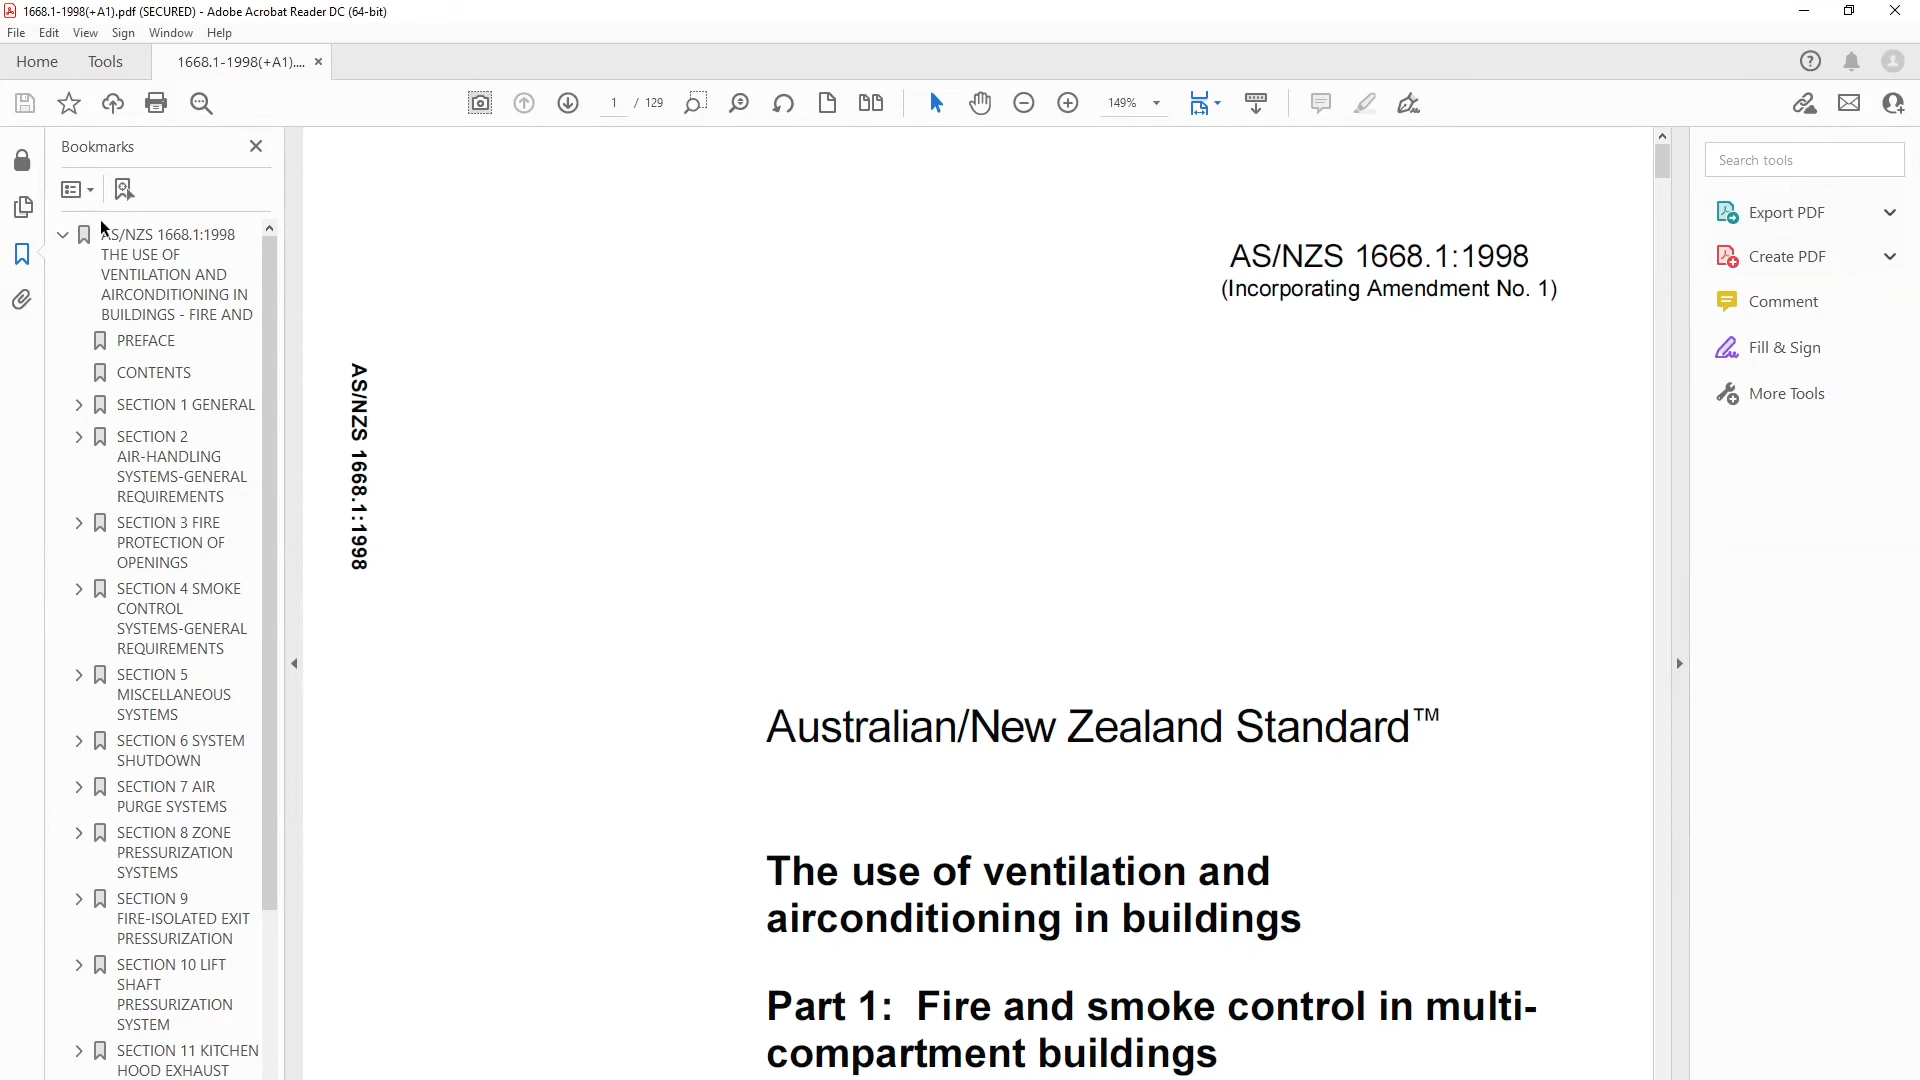 1668.1-1998(+A1).pdf (SECURED) - Adobe Acrobat Reader DC (64-bit)
File Edit View Sign Window Help
Home Tools 1668.1-1998(+A1)....
1 / 129 149%
Bookmarks
AS/NZS 1668.1:1998
THE USE OF
VENTILATION AND
AIRCONDITIONING IN
BUILDINGS - FIRE AND
PREFACE
CONTENTS
SECTION 1 GENERAL
SECTION 2
AIR-HANDLING
SYSTEMS-GENERAL
REQUIREMENTS
SECTION 3 FIRE
PROTECTION OF
OPENINGS
SECTION 4 SMOKE
CONTROL
SYSTEMS-GENERAL
REQUIREMENTS
SECTION 5
MISCELLANEOUS
SYSTEMS
SECTION 6 SYSTEM
SHUTDOWN
SECTION 7 AIR
PURGE SYSTEMS
SECTION 8 ZONE
PRESSURIZATION
SYSTEMS
SECTION 9
FIRE-ISOLATED EXIT
PRESSURIZATION
SECTION 10 LIFT
SHAFT
PRESSURIZATION
SYSTEM
SECTION 11 KITCHEN
HOOD EXHAUST
AS/NZS 1668.1:1998
(Incorporating Amendment No. 1)
AS/NZS 1668.1:1998
Australian/New Zealand Standard™
The use of ventilation and
airconditioning in buildings
Part 1: Fire and smoke control in multi-
compartment buildings
Search tools
Export PDF
Create PDF
Comment
Fill & Sign
More Tools